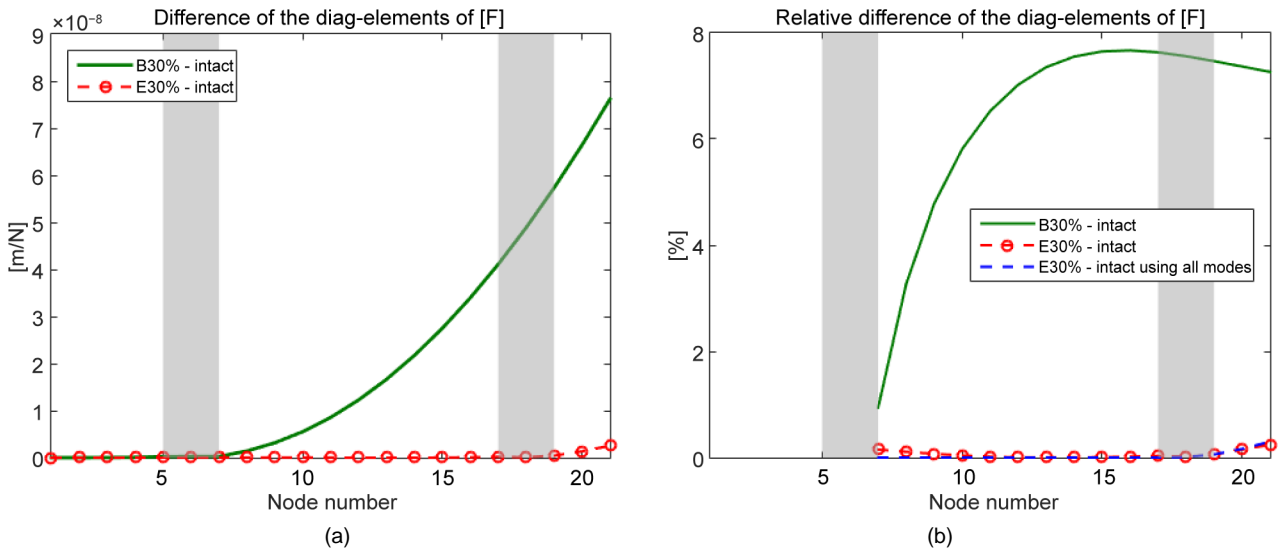 Difference of the diag-elements of [F]
×10⁻⁸
9
8
7
6
5
4
3
2
1
0
[m/N]
B30% - intact
E30% - intact
5 10 15 20
Node number
(a)
Relative difference of the diag-elements of [F]
8
6
4
2
0
[%]
B30% - intact
E30% - intact
E30% - intact using all modes
5 10 15 20
Node number
(b)